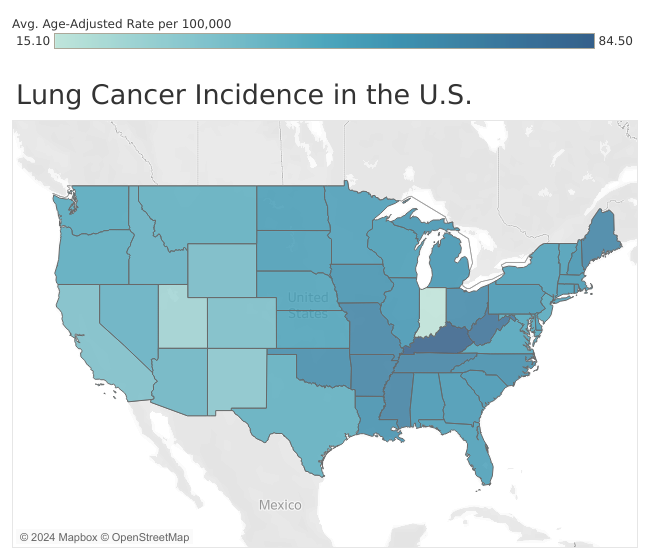 Avg. Age-Adjusted Rate per 100,000
15.10 84.50
Lung Cancer Incidence in the U.S.
United
States
Mexico
© 2024 Mapbox © OpenStreetMap